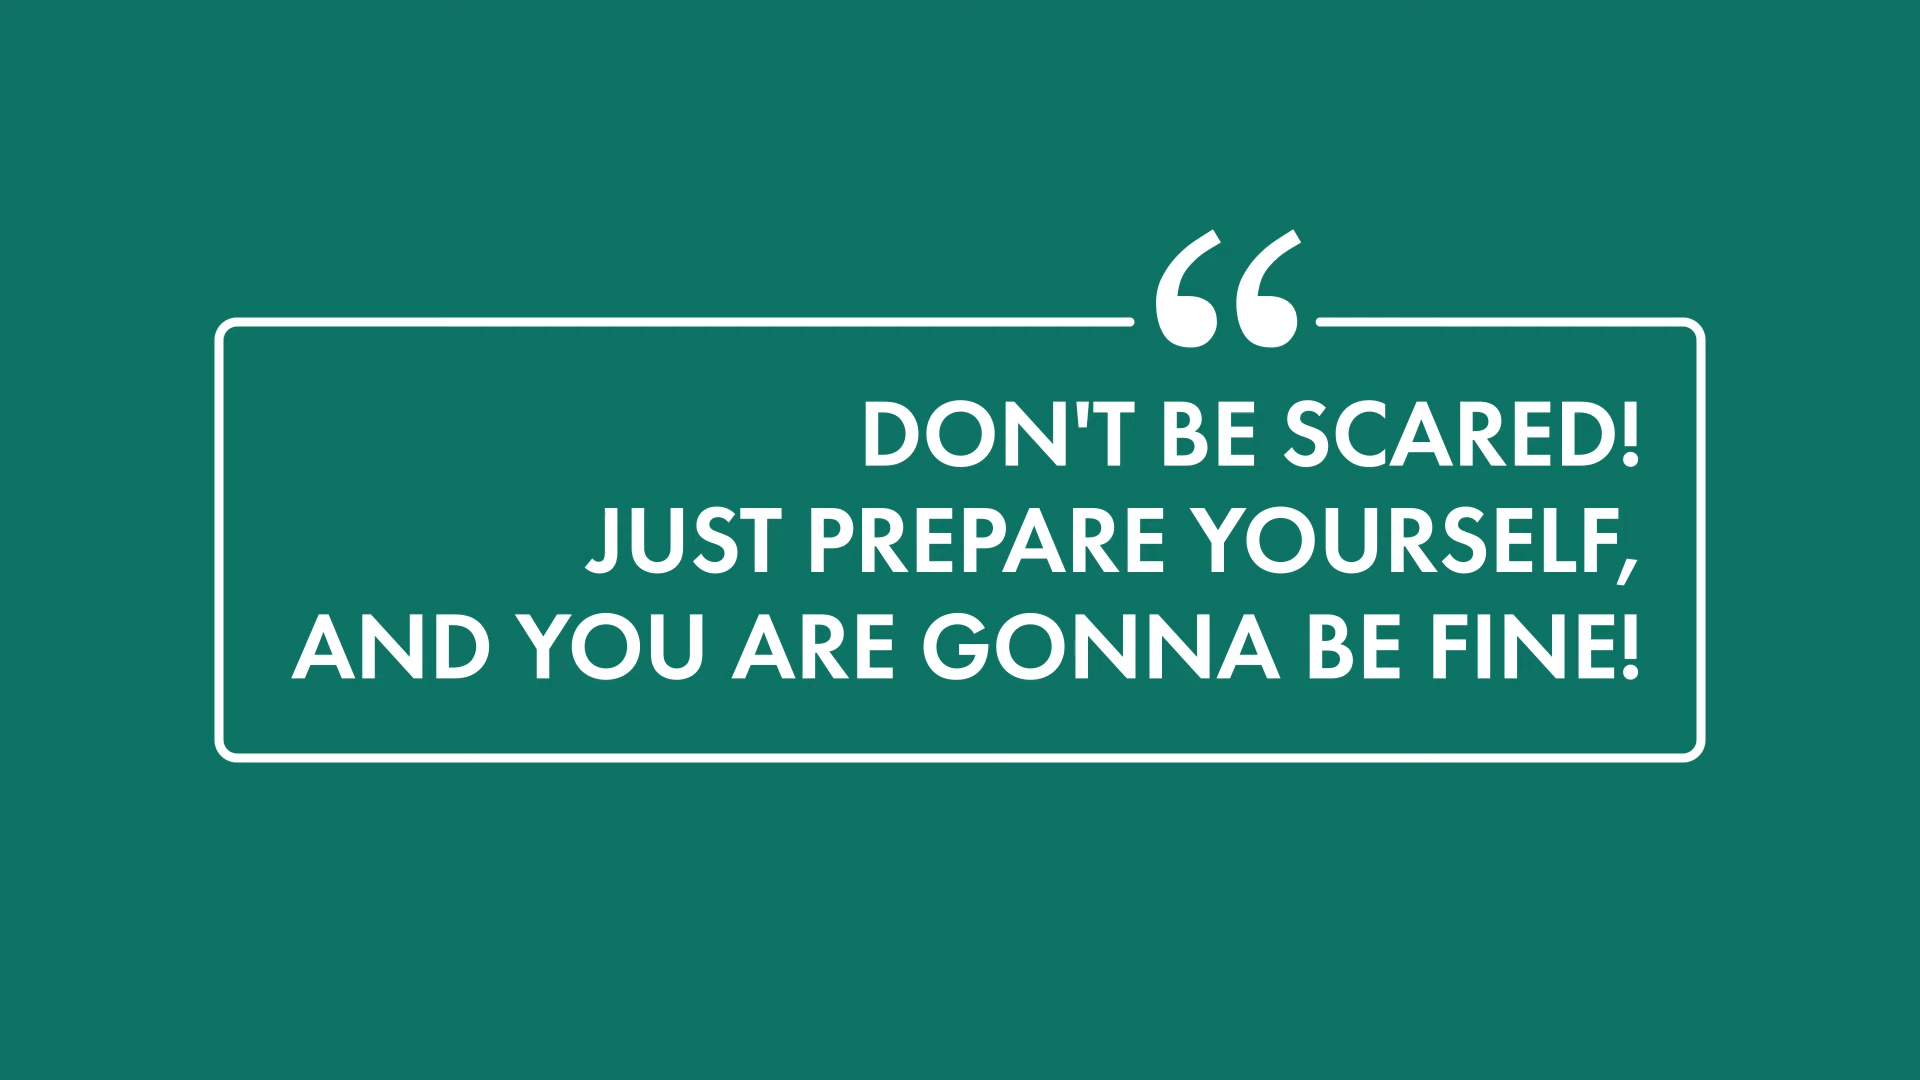 “
DON'T BE SCARED!
JUST PREPARE YOURSELF,
AND YOU ARE GONNA BE FINE!